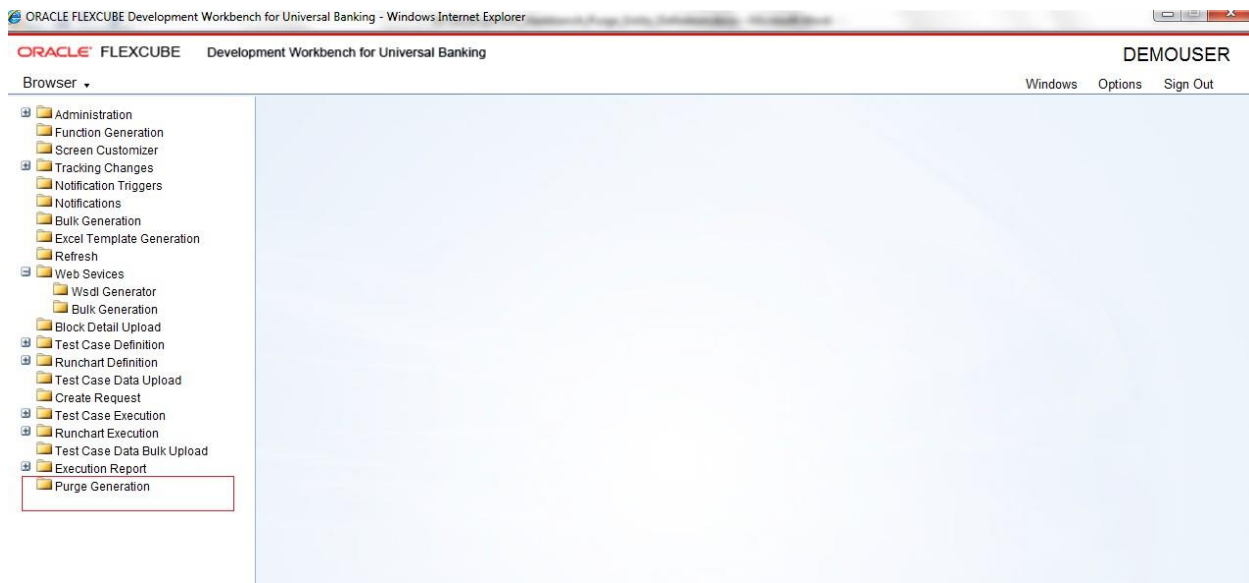 ORACLE FLEXCUBE Development Workbench for Universal Banking - Windows Internet Explorer
ORACLE FLEXCUBE Development Workbench for Universal Banking
DEMOUSER
Browser
Windows Options Sign Out
Administration
Function Generation
Screen Customizer
Tracking Changes
Notification Triggers
Notifications
Bulk Generation
Excel Template Generation
Refresh
Web Sevices
Wsdl Generator
Bulk Generation
Block Detail Upload
Test Case Definition
Runchart Definition
Test Case Data Upload
Create Request
Test Case Execution
Runchart Execution
Test Case Data Bulk Upload
Execution Report
Purge Generation